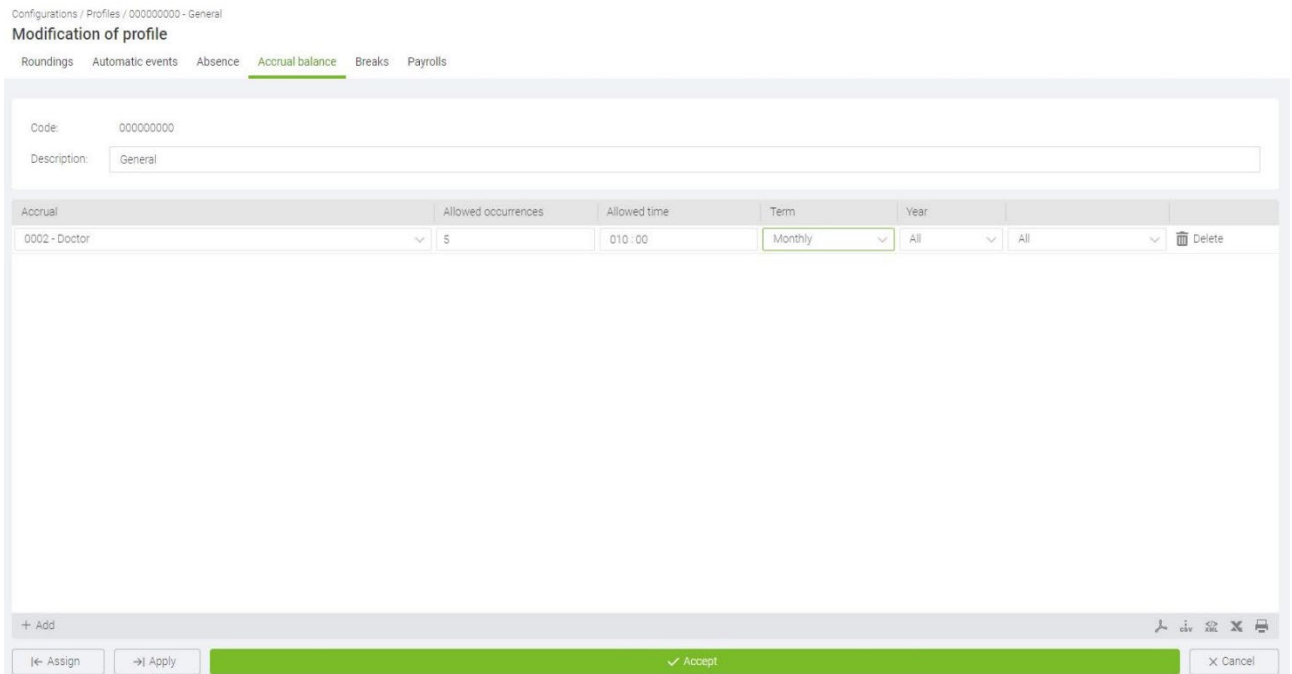 Configurations / Profiles / 000000000 - General
Modification of profile
Roundings Automatic events Absence Accrual balance Breaks Payrolls
Code: 000000000
Description: General
Accrual Allowed occurrences Allowed time Term Year
0002 - Doctor 5 010:00 Monthly All All Delete
+ Add CSV XML
Assign Apply Accept Cancel